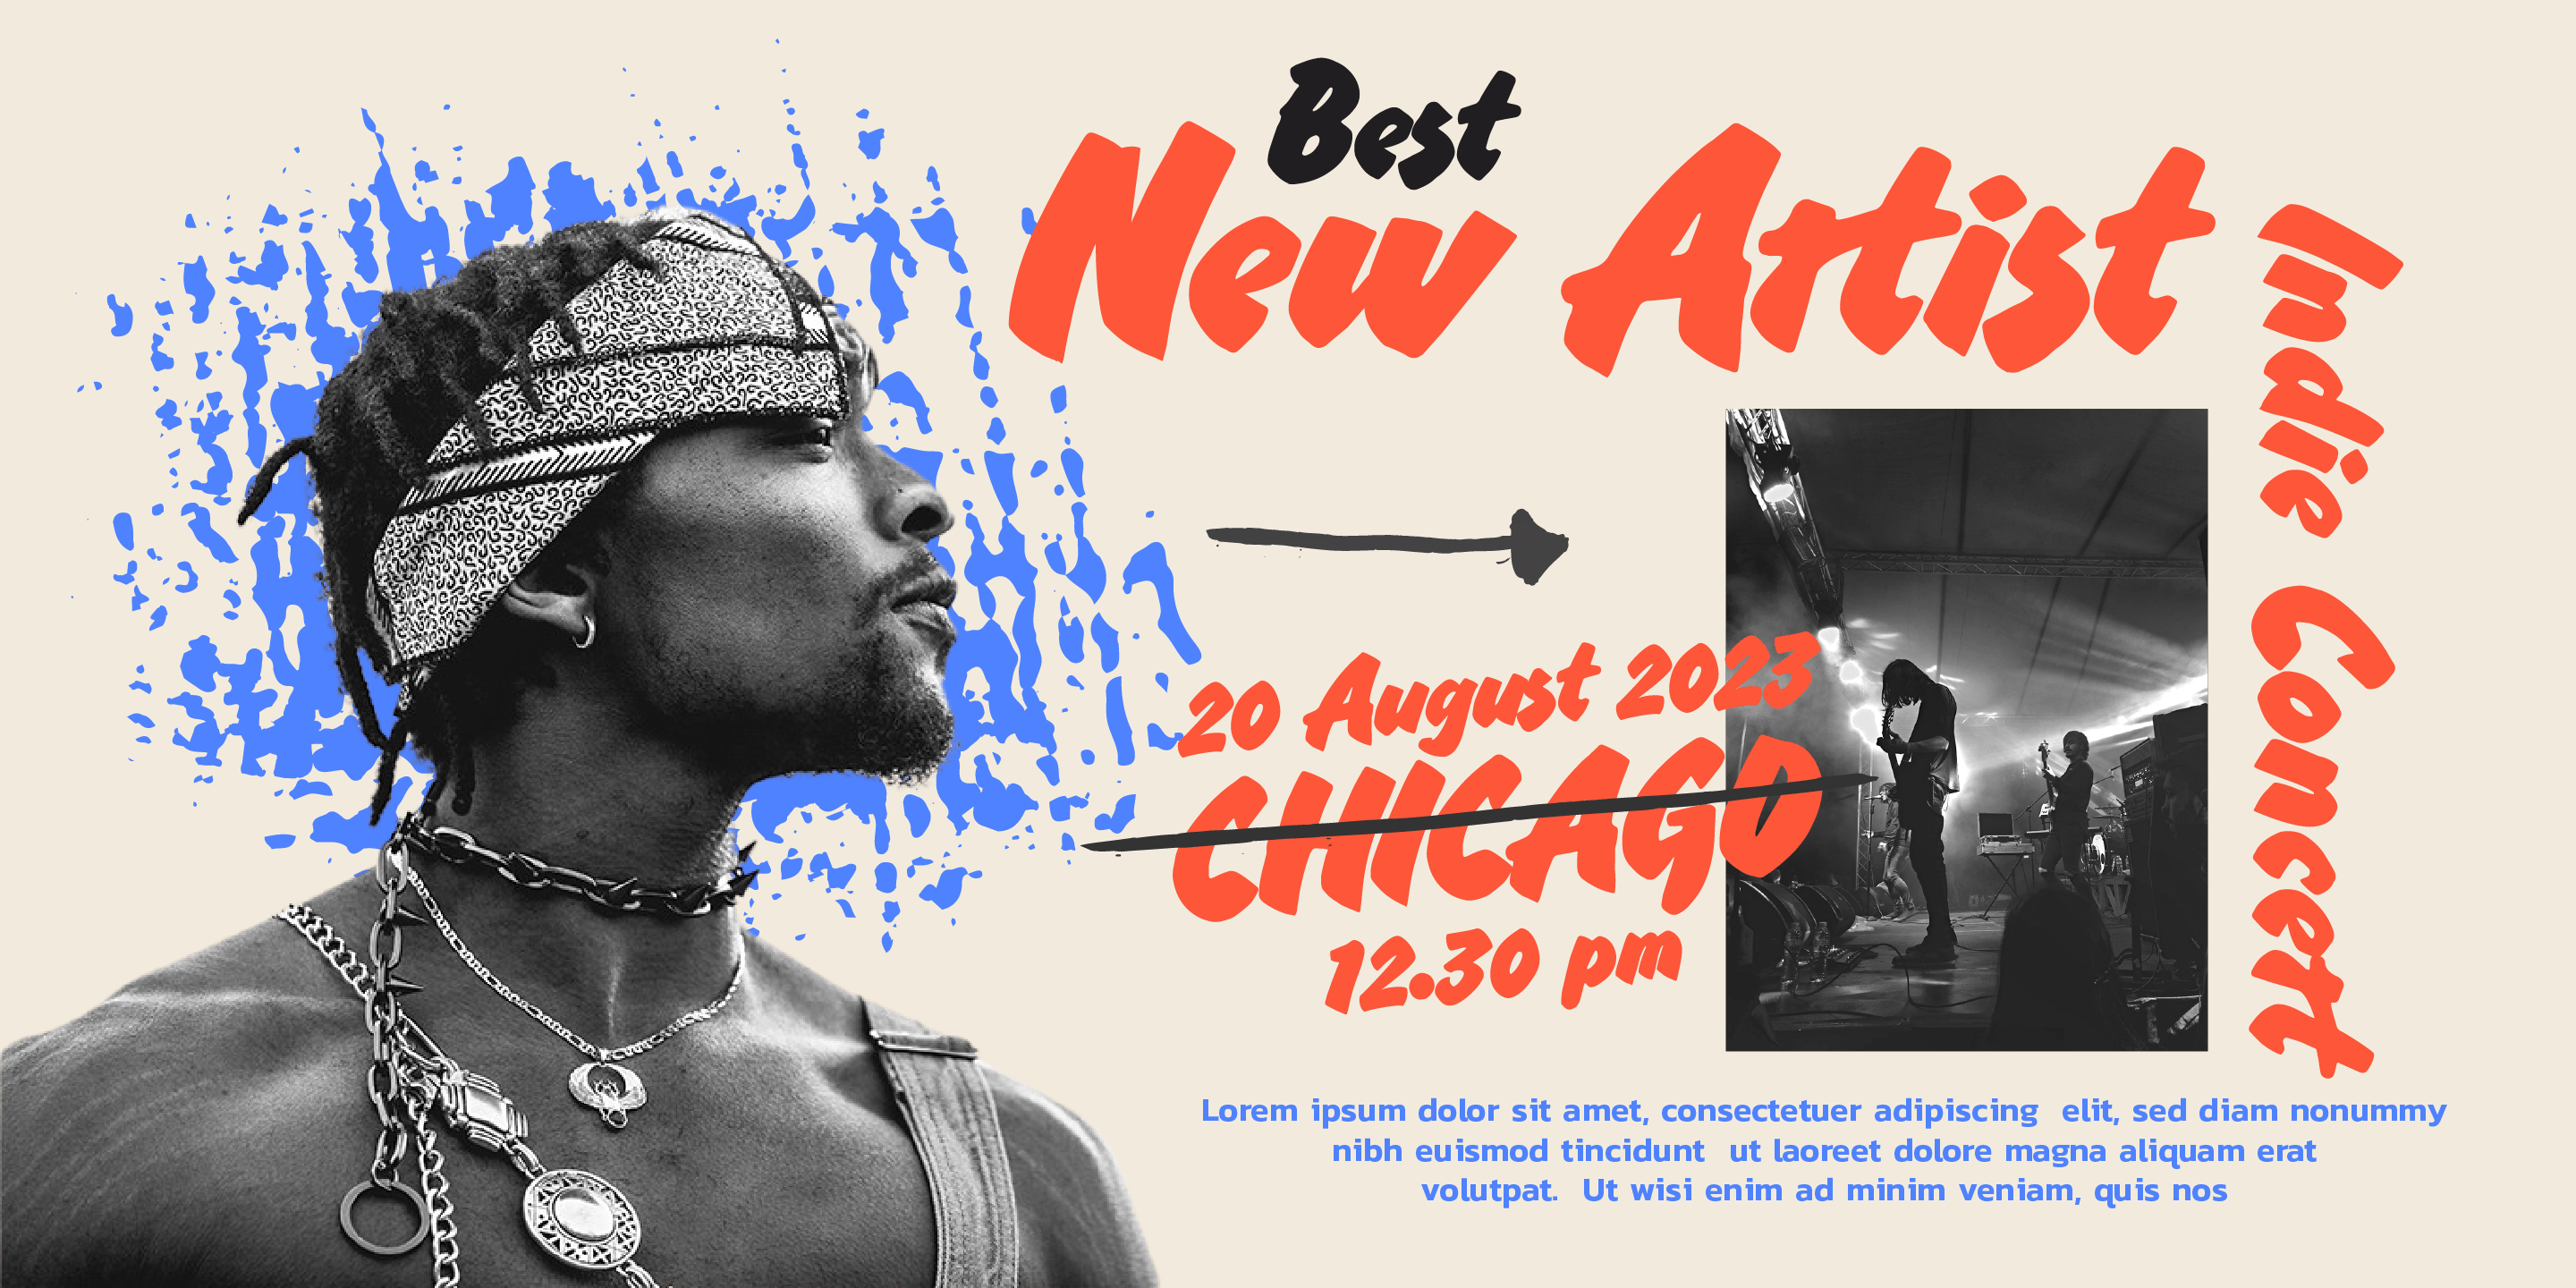 Best
New Artist
Indie Concert
20 August 2023
CHICAGO
12.30 pm
Lorem ipsum dolor sit amet, consectetuer adipiscing elit, sed diam nonummy
nibh euismod tincidunt ut laoreet dolore magna aliquam erat
volutpat. Ut wisi enim ad minim veniam, quis nos